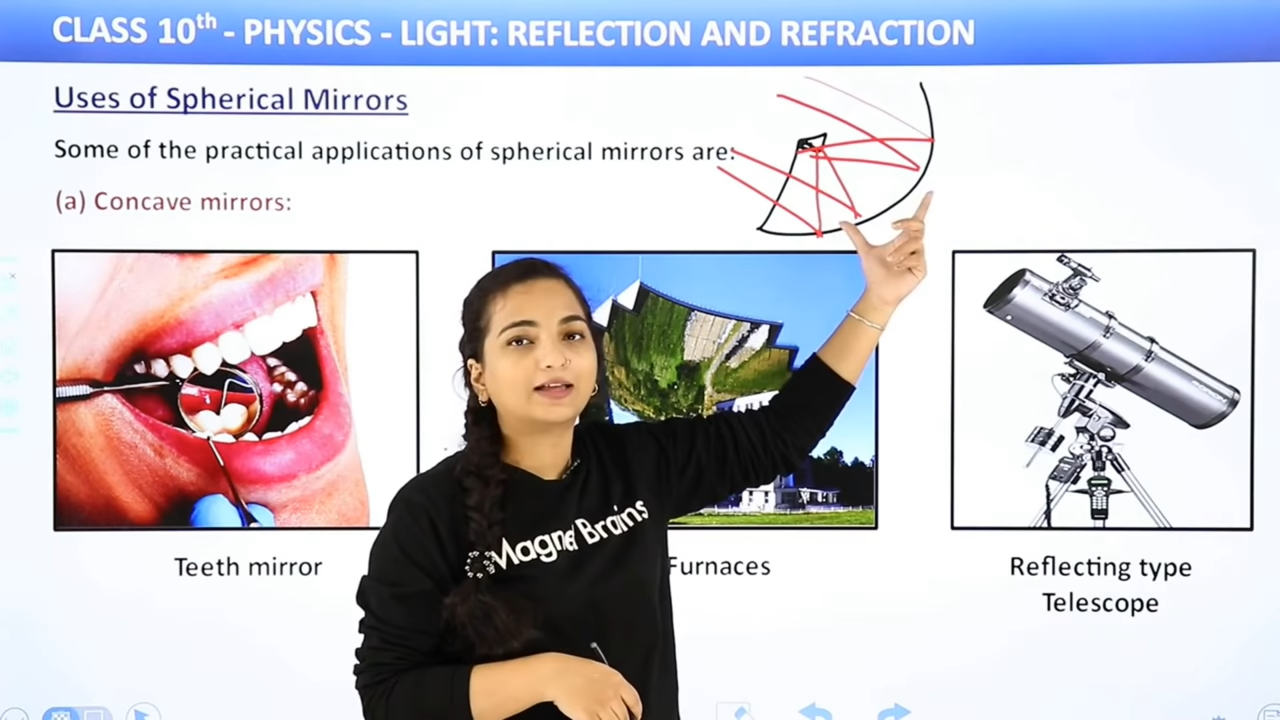 CLASS 10th - PHYSICS - LIGHT: REFLECTION AND REFRACTION
Uses of Spherical Mirrors
Some of the practical applications of spherical mirrors are:
(a) Concave mirrors:
Magnet Brains
Teeth mirror
Furnaces
Reflecting type
Telescope